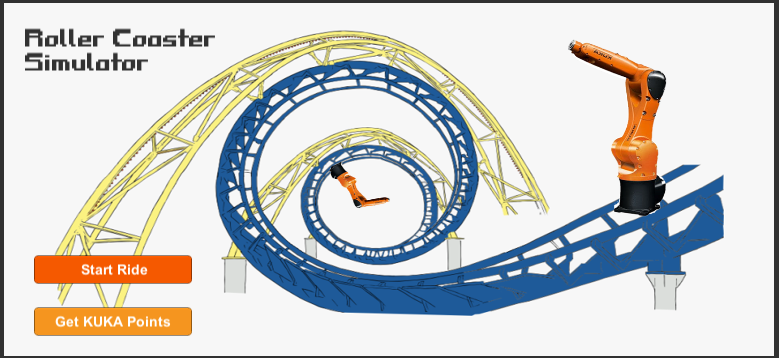 Roller Coaster
Simulator
Start Ride
Get KUKA Points